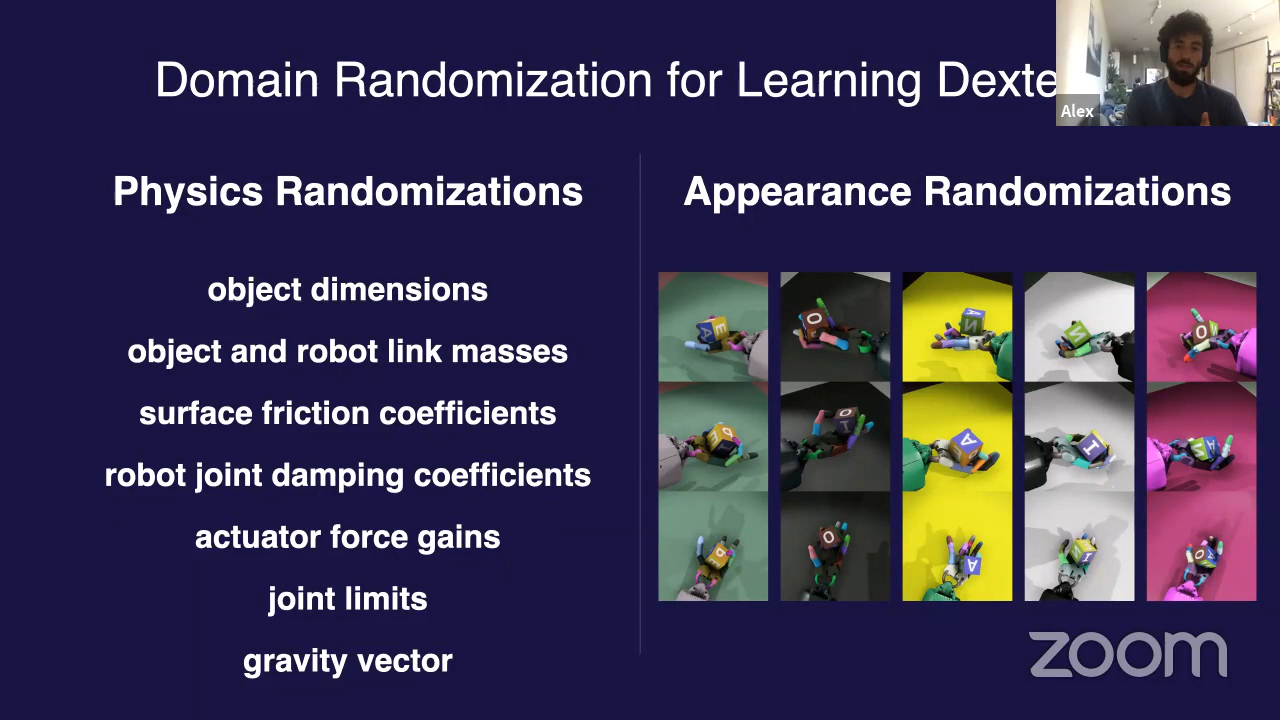 Domain Randomization for Learning
Alex
Physics Randomizations
object dimensions
object and robot link masses
surface friction coefficients
robot joint damping coefficients
actuator force gains
joint limits
gravity vector
Appearance Randomizations
zoom